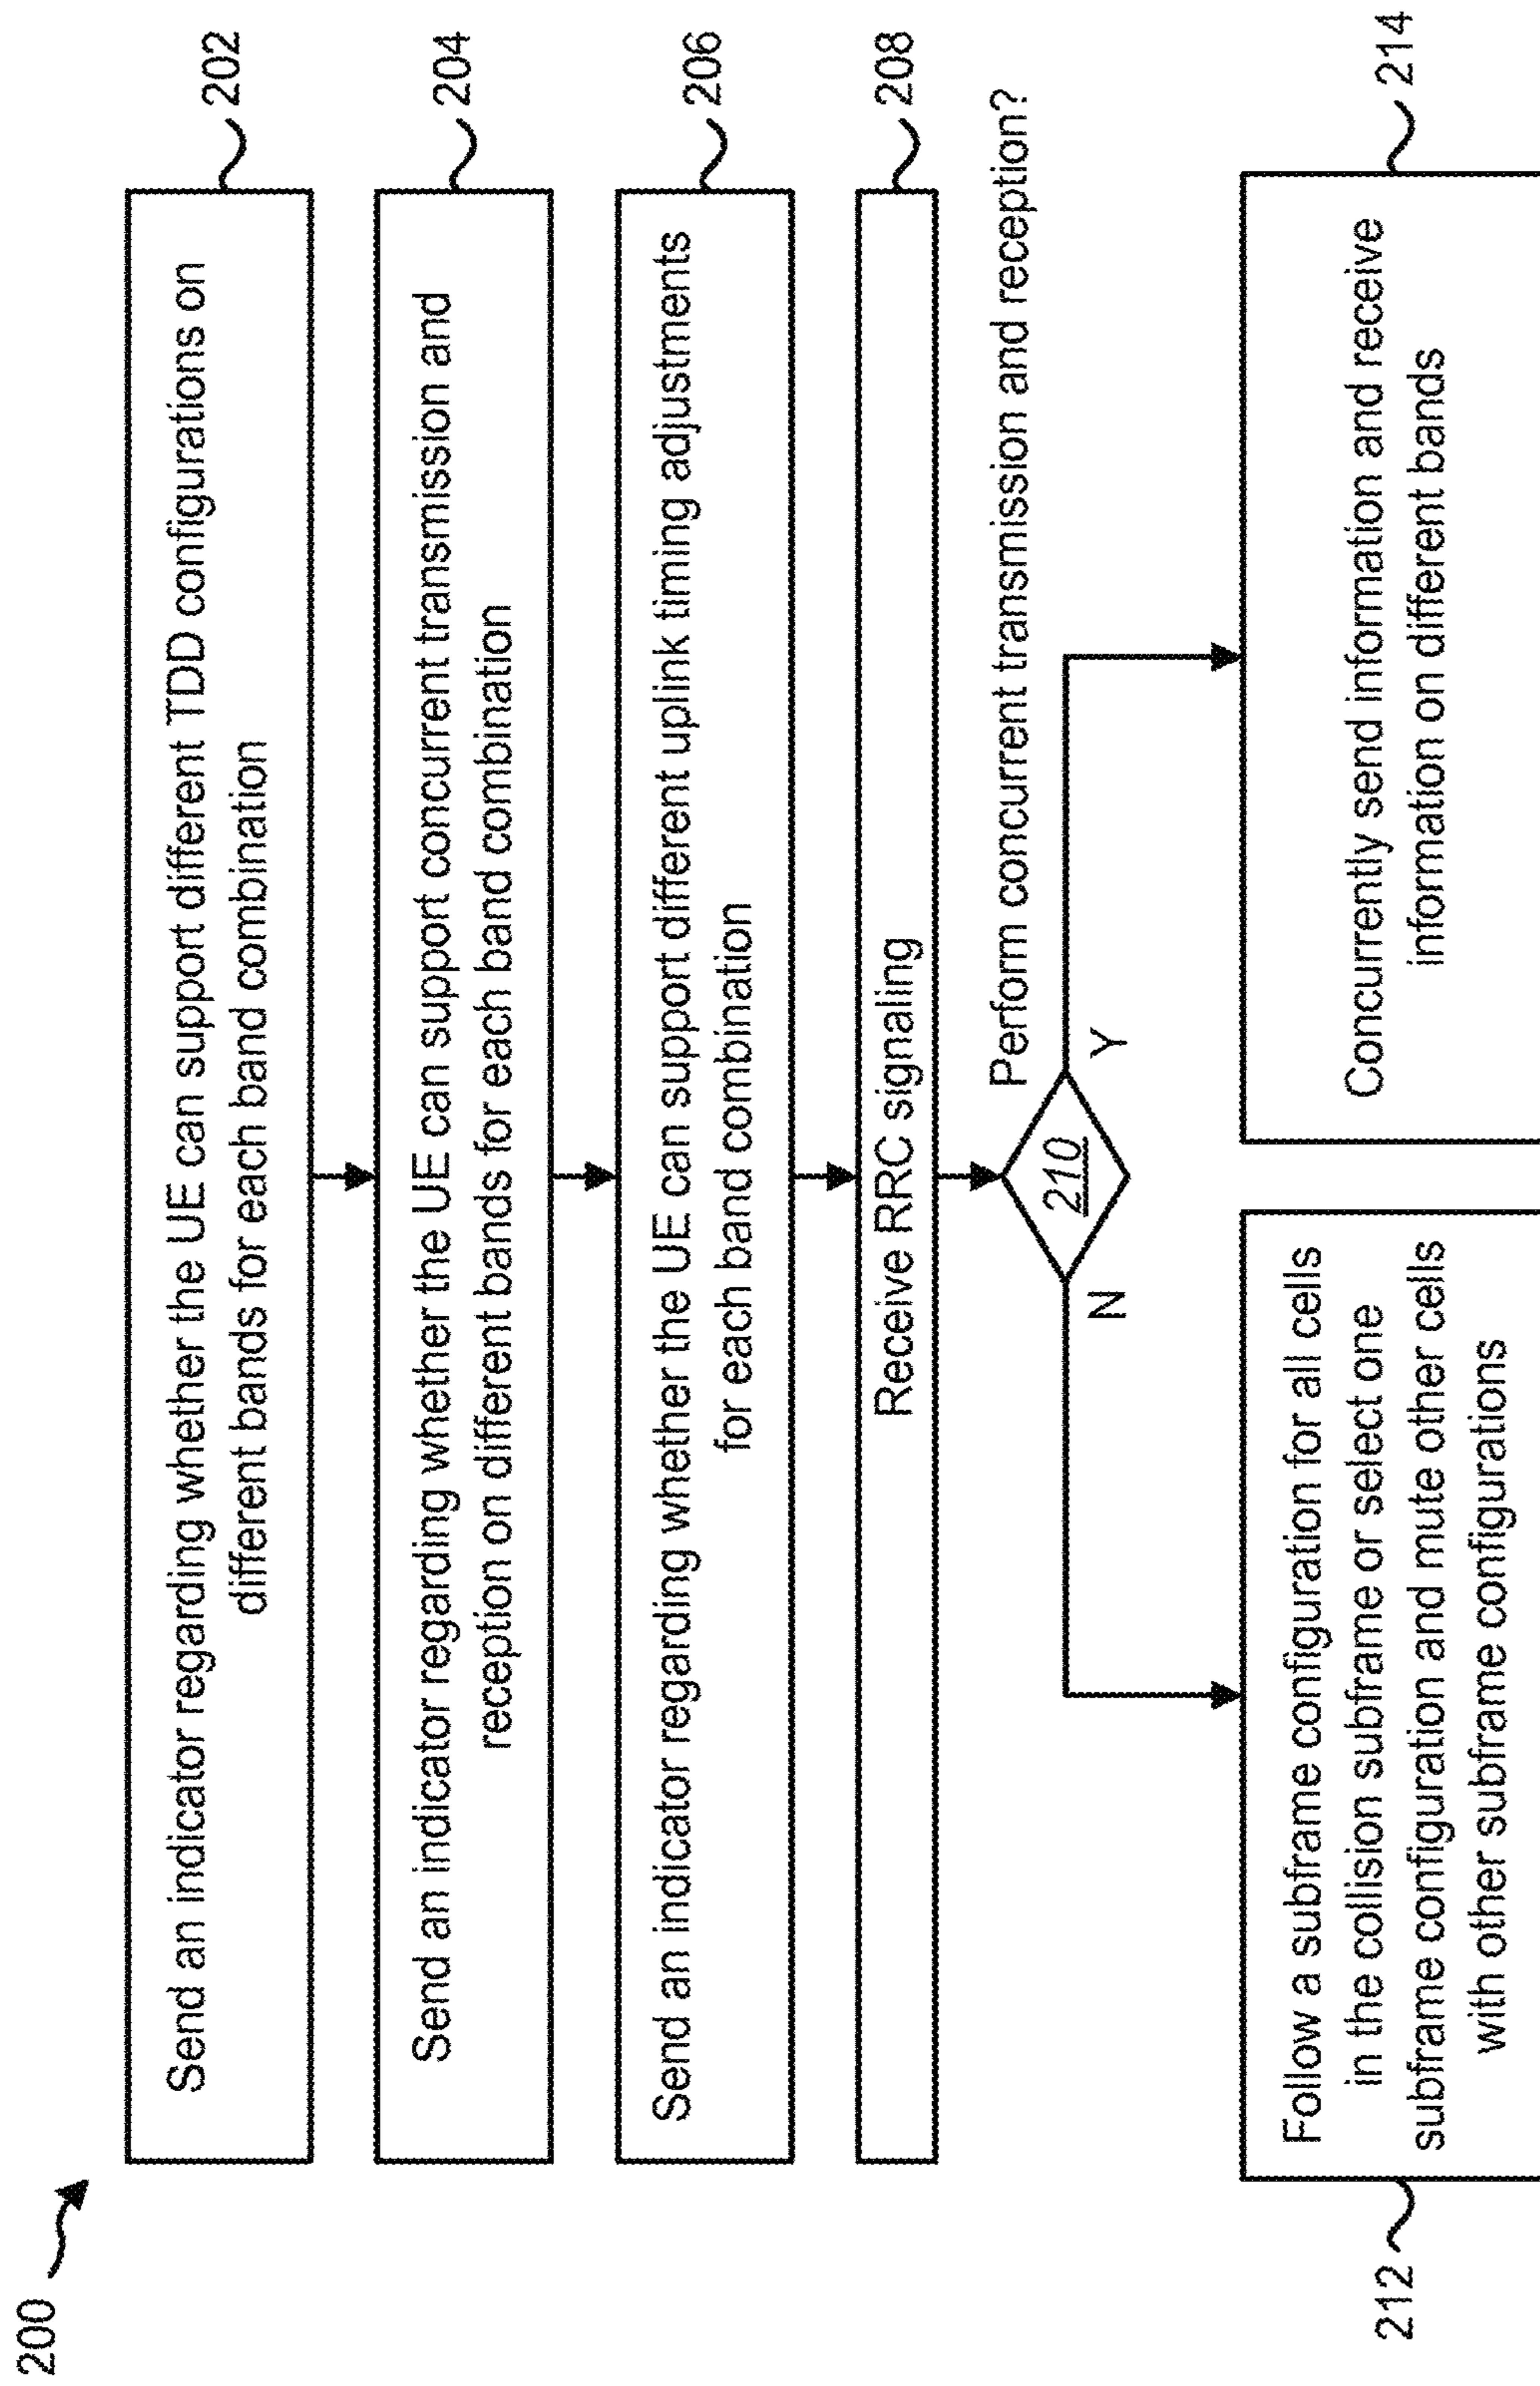 200
Send an indicator regarding whether the UE can support different TDD configurations on
different bands for each band combination
202
Send an indicator regarding whether the UE can support concurrent transmission and
reception on different bands for each band combination
204
Send an indicator regarding whether the UE can support different uplink timing adjustments
for each band combination
206
Receive RRC signaling
208
Perform concurrent transmission and reception?
210
N
Y
212
Follow a subframe configuration for all cells
in the collision subframe or select one
subframe configuration and mute other cells
with other subframe configurations
Concurrently send information and receive
information on different bands
214